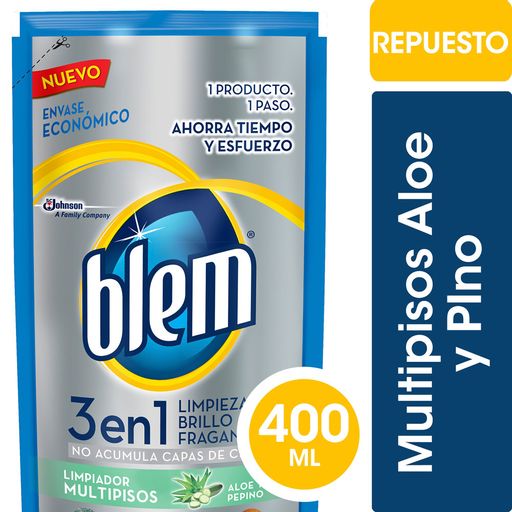 NUEVO
ENVASE
ECONÓMICO
1 PRODUCTO.
1 PASO.
AHORRA TIEMPO
Y ESFUERZO
SC Johnson
A Family Company
blem®
3en1
LIMPIEZA
BRILLO
NO ACUMULA CAPAS DE
LIMPIADOR
MULTIPISOS
ALOE
PEPINO
400
ML
REPUESTO
Multipisos Aloe
y PIno